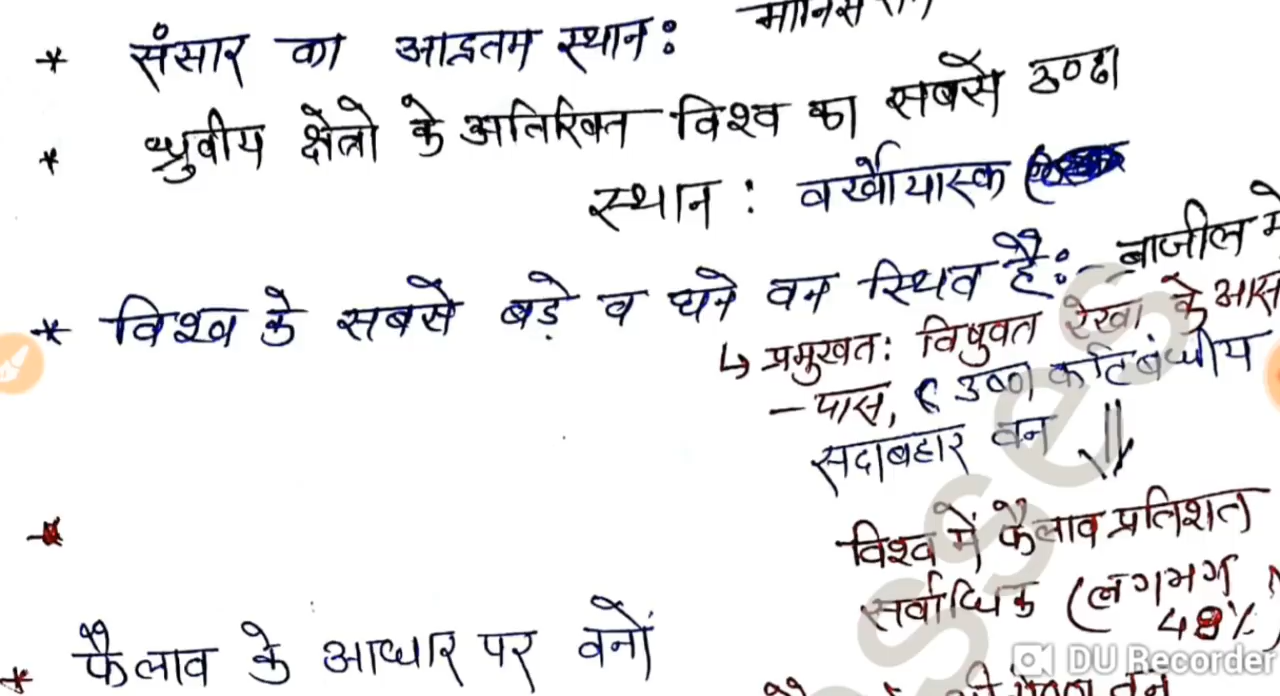 * संसार का आद्रतम स्थान:
* ध्रुवीय क्षेत्रो के अतिरिक्त विश्व का सबसे ठण्ढा
स्थान : वर्खोयास्क
* विश्व के सबसे बड़े व घने वन स्थित है:- ब्राजील मे
↳ प्रमुखत: विषुवत रेखा के आस
- पास, उष्ण कटिबंधीय
सदाबहार वन
विश्व में फैलाव प्रतिशत
सर्वाधिक (लगभग
48%)
* फैलाव के आधार पर वनों
DU Recorder